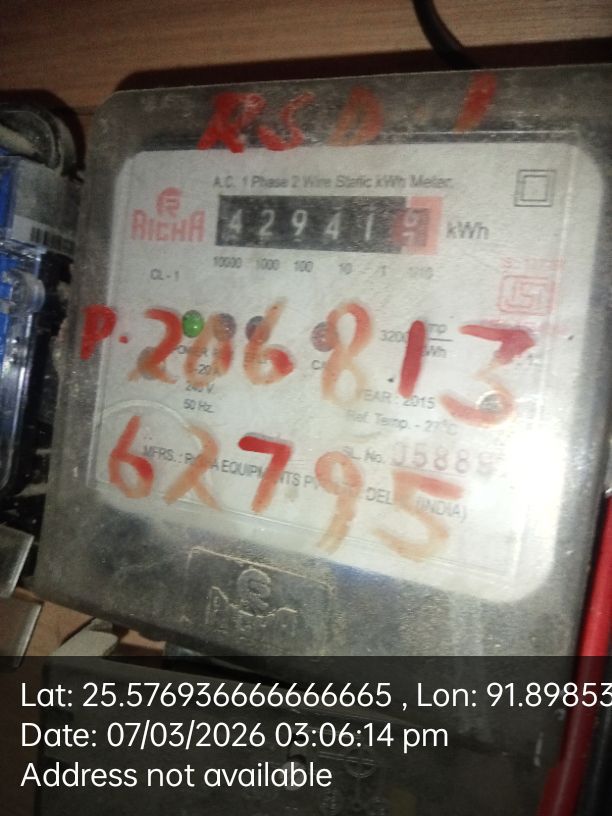 RSD-1
A.C. 1 Phase 2 Wire Static kWh Meter.
RICHA
42941 kWh
10000 1000 100 10 1 1/10
CL - 1
P. 206813
3200
240 V
50 Hz.
YEAR : 2015
Ref. Temp. - 27°C
62795
MFRS. : EQUIPMENTS
SL. No.
(INDIA)
Lat: 25.576936666666665 , Lon: 91.89853
Date: 07/03/2026 03:06:14 pm
Address not available